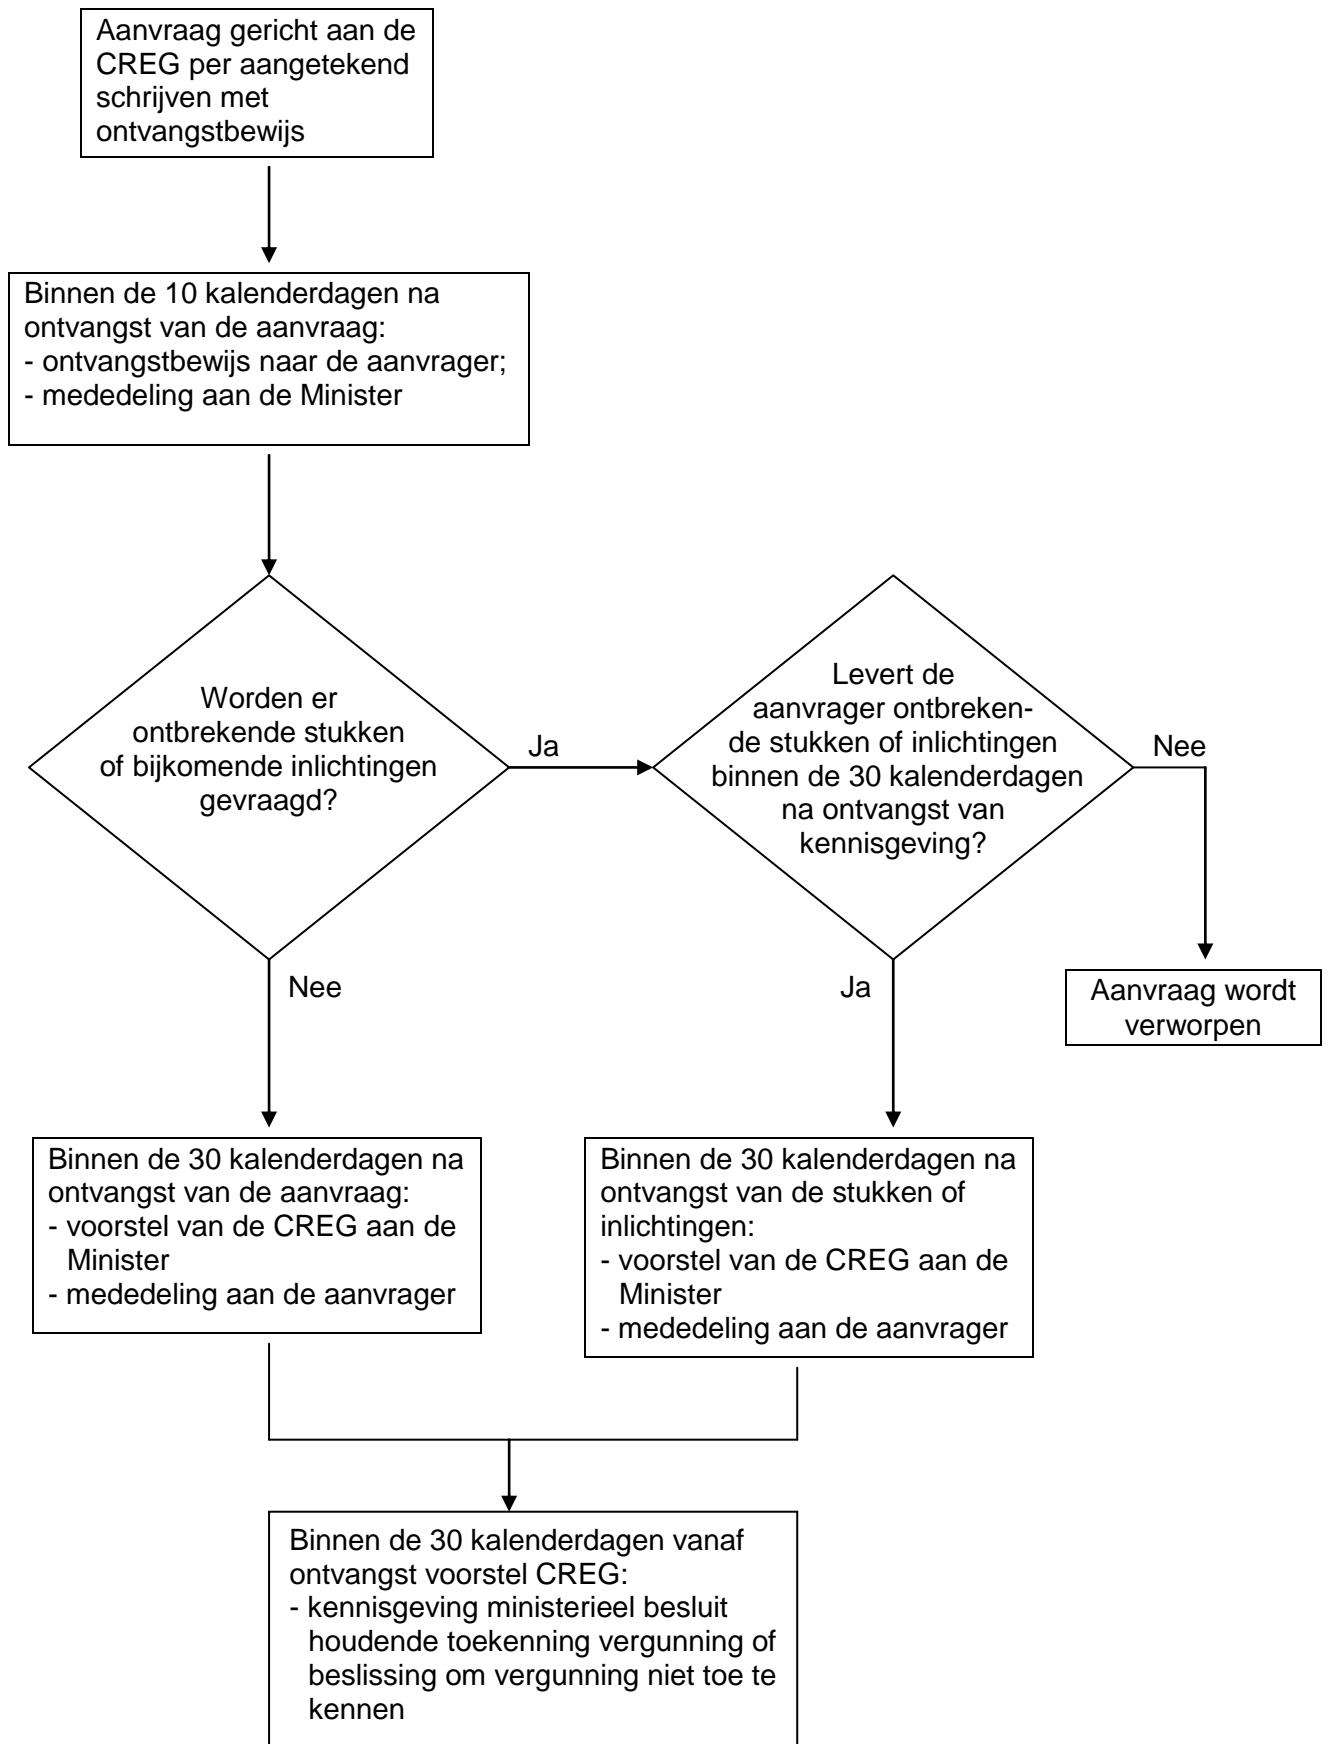 Aanvraag gericht aan de
CREG per aangetekend
schrijven met
ontvangstbewijs
Binnen de 10 kalenderdagen na
ontvangst van de aanvraag:
- ontvangstbewijs naar de aanvrager;
- mededeling aan de Minister
Worden er
ontbrekende stukken
of bijkomende inlichtingen
gevraagd?
Ja
Levert de
aanvrager ontbreken-
de stukken of inlichtingen
binnen de 30 kalenderdagen
na ontvangst van
kennisgeving?
Nee
Nee
Ja
Aanvraag wordt
verworpen
Binnen de 30 kalenderdagen na
ontvangst van de aanvraag:
- voorstel van de CREG aan de
Minister
- mededeling aan de aanvrager
Binnen de 30 kalenderdagen na
ontvangst van de stukken of
inlichtingen:
- voorstel van de CREG aan de
Minister
- mededeling aan de aanvrager
Binnen de 30 kalenderdagen vanaf
ontvangst voorstel CREG:
- kennisgeving ministerieel besluit
houdende toekenning vergunning of
beslissing om vergunning niet toe te
kennen